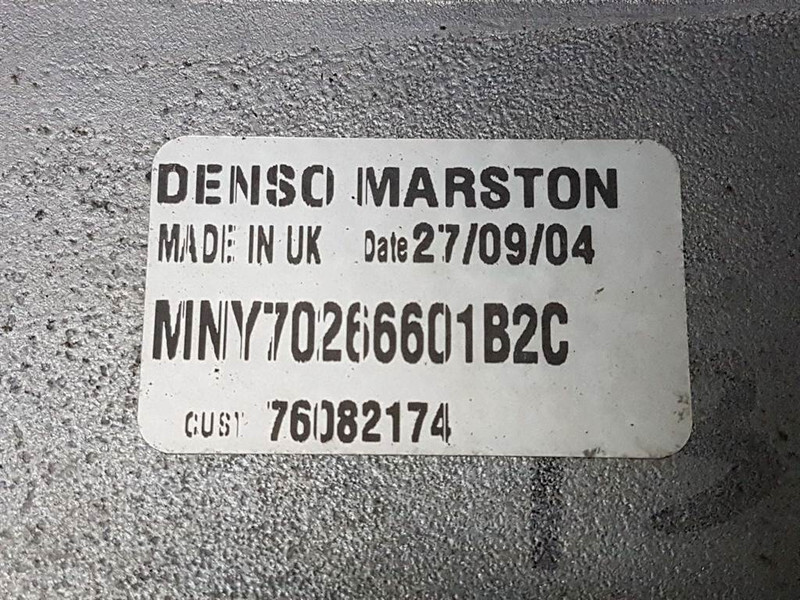 DENSO MARSTON
MADE IN UK Date 27/09/04
MNY70266601B2C
CUST 76082174